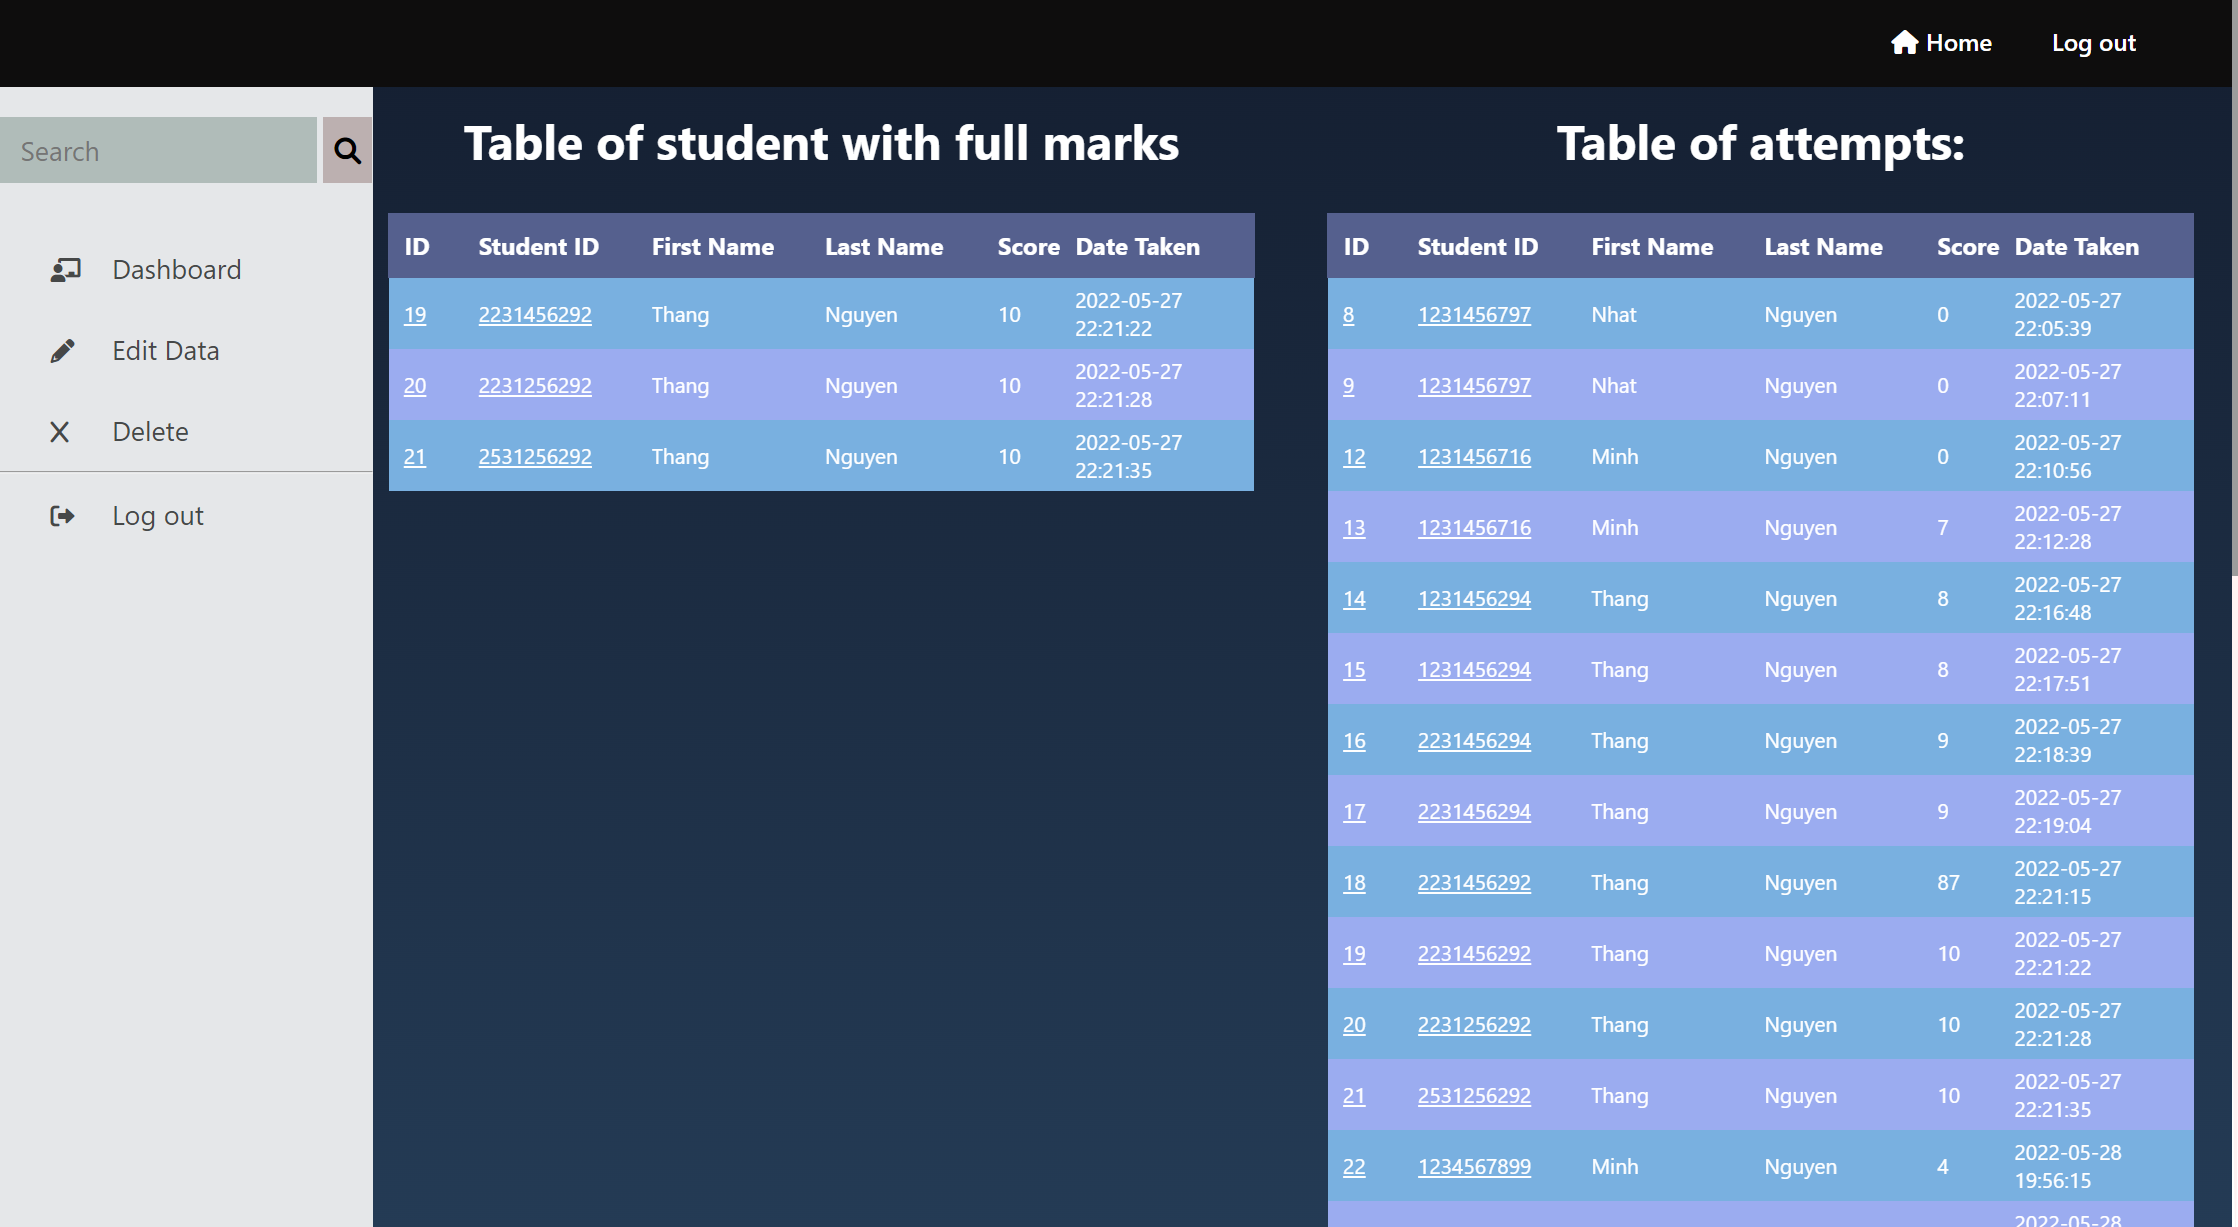 Home Log out
Search
Dashboard
Edit Data
Delete
Log out
Table of student with full marks
ID Student ID First Name Last Name Score Date Taken
19 2231456292 Thang Nguyen 10 2022-05-27
22:21:22
20 2231256292 Thang Nguyen 10 2022-05-27
22:21:28
21 2531256292 Thang Nguyen 10 2022-05-27
22:21:35
Table of attempts:
ID Student ID First Name Last Name Score Date Taken
8 1231456797 Nhat Nguyen 0 2022-05-27
22:05:39
9 1231456797 Nhat Nguyen 0 2022-05-27
22:07:11
12 1231456716 Minh Nguyen 0 2022-05-27
22:10:56
13 1231456716 Minh Nguyen 7 2022-05-27
22:12:28
14 1231456294 Thang Nguyen 8 2022-05-27
22:16:48
15 1231456294 Thang Nguyen 8 2022-05-27
22:17:51
16 2231456294 Thang Nguyen 9 2022-05-27
22:18:39
17 2231456294 Thang Nguyen 9 2022-05-27
22:19:04
18 2231456292 Thang Nguyen 87 2022-05-27
22:21:15
19 2231456292 Thang Nguyen 10 2022-05-27
22:21:22
20 2231256292 Thang Nguyen 10 2022-05-27
22:21:28
21 2531256292 Thang Nguyen 10 2022-05-27
22:21:35
22 1234567899 Minh Nguyen 4 2022-05-28
19:56:15
2022-05-28